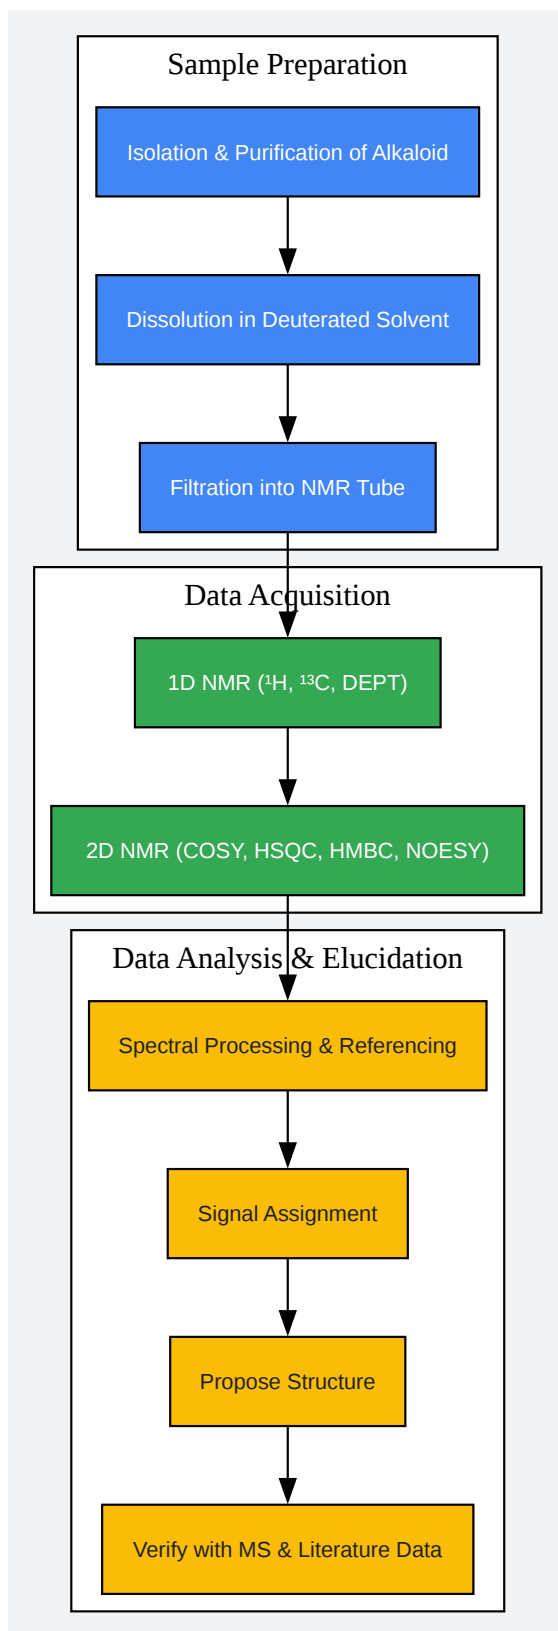 Sample Preparation
Isolation & Purification of Alkaloid
Dissolution in Deuterated Solvent
Filtration into NMR Tube
Data Acquisition
1D NMR (¹H, ¹³C, DEPT)
2D NMR (COSY, HSQC, HMBC, NOESY)
Data Analysis & Elucidation
Spectral Processing & Referencing
Signal Assignment
Propose Structure
Verify with MS & Literature Data